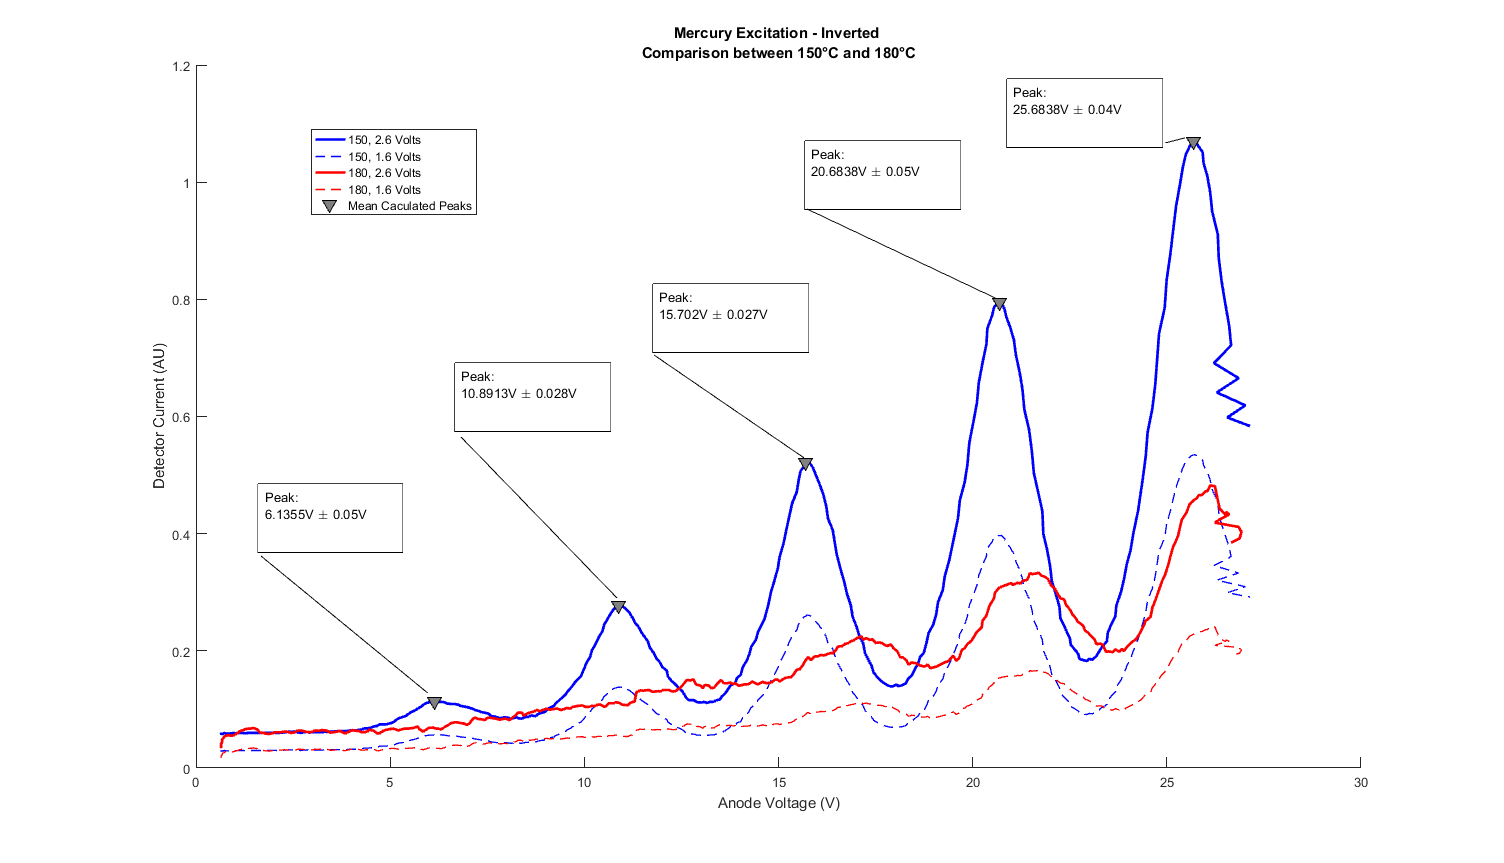 Mercury Excitation - Inverted
Comparison between 150°C and 180°C
Peak:
25.6838V ± 0.04V
Peak:
20.6838V ± 0.05V
Peak:
15.702V ± 0.027V
Peak:
10.8913V ± 0.028V
Peak:
6.1355V ± 0.05V
150, 2.6 Volts
150, 1.6 Volts
180, 2.6 Volts
180, 1.6 Volts
Mean Caculated Peaks
Detector Current (AU)
1.2
1
0.8
0.6
0.4
0.2
0
0
5
10
15
20
25
30
Anode Voltage (V)